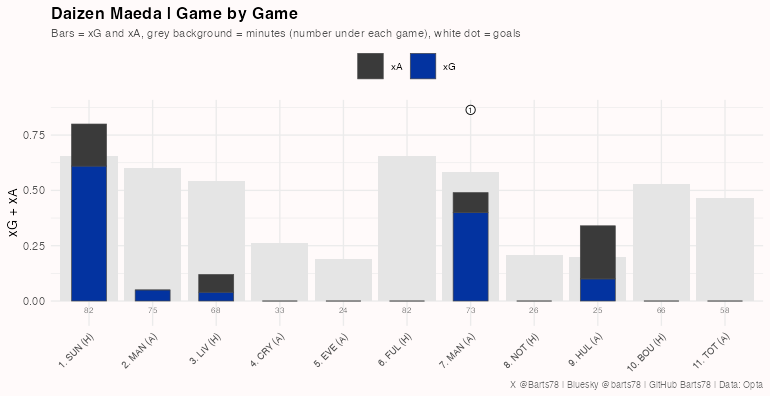 Daizen Maeda | Game by Game
Bars = xG and xA, grey background = minutes (number under each game), white dot = goals
xA xG
1
xG + xA
0.75
0.50
0.25
0.00
82 75 68 33 24 82 73 26 25 66 58
1. SUN (H)
2. MAN (A)
3. LIV (H)
4. CRY (A)
5. EVE (A)
6. FUL (H)
7. MAN (A)
8. NOT (H)
9. HUL (A)
10. BOU (H)
11. TOT (A)
X @Barts78 | Bluesky @barts78 | GitHub Barts78 | Data: Opta